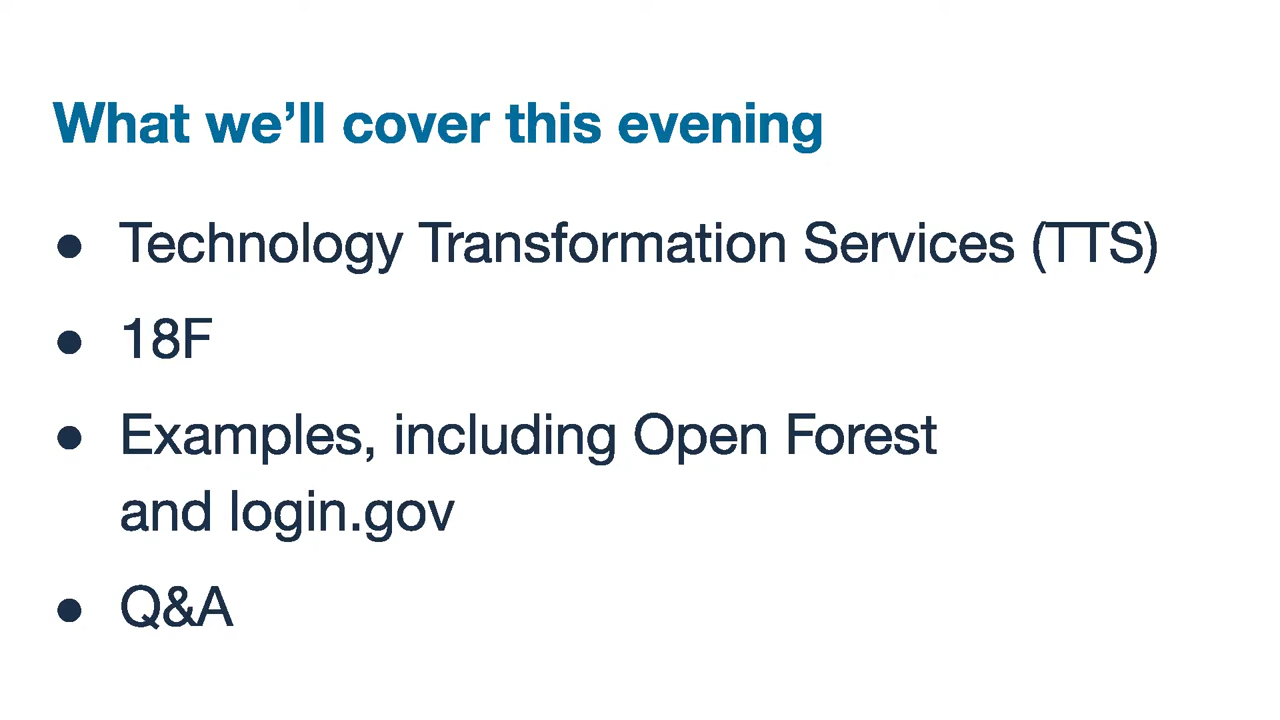 What we’ll cover this evening
● Technology Transformation Services (TTS)
● 18F
● Examples, including Open Forest
and login.gov
● Q&A